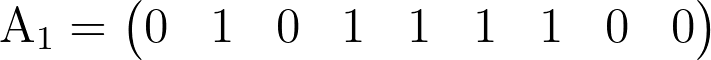 A₁ = (0 1 0 1 1 1 1 0 0)